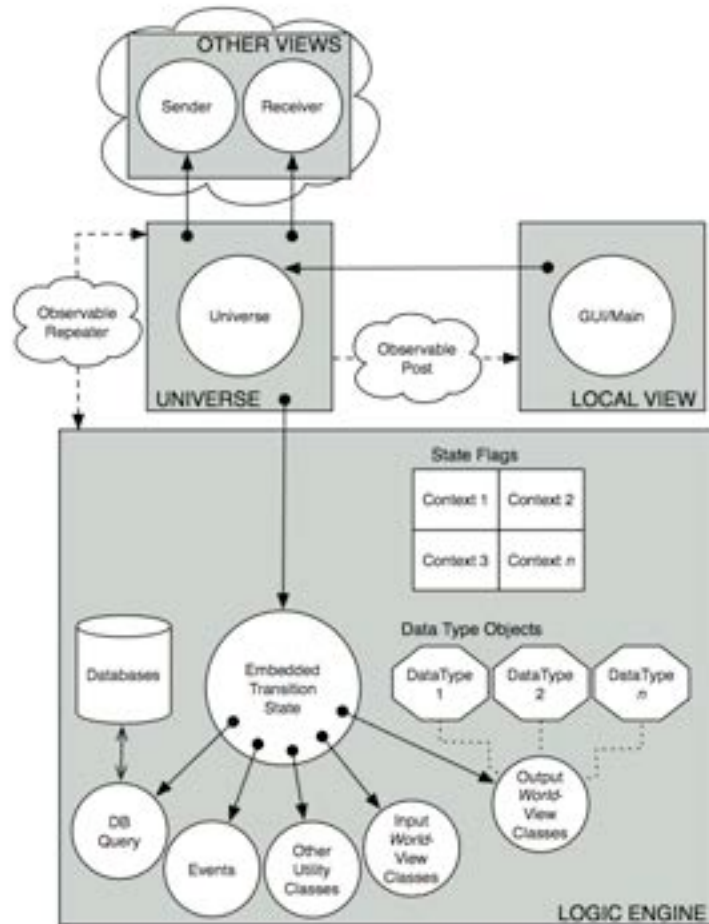 OTHER VIEWS
Sender
Receiver
Observable
Repeater
Universe
UNIVERSE
Observable
Post
GUI/Main
LOCAL VIEW
State Flags
Context 1
Context 2
Context 3
Context n
Data Type Objects
DataType
1
DataType
2
DataType
n
Databases
Embedded
Transition
State
DB
Query
Events
Other
Utility
Classes
Input
World-
View
Classes
Output
World-
View
Classes
LOGIC ENGINE